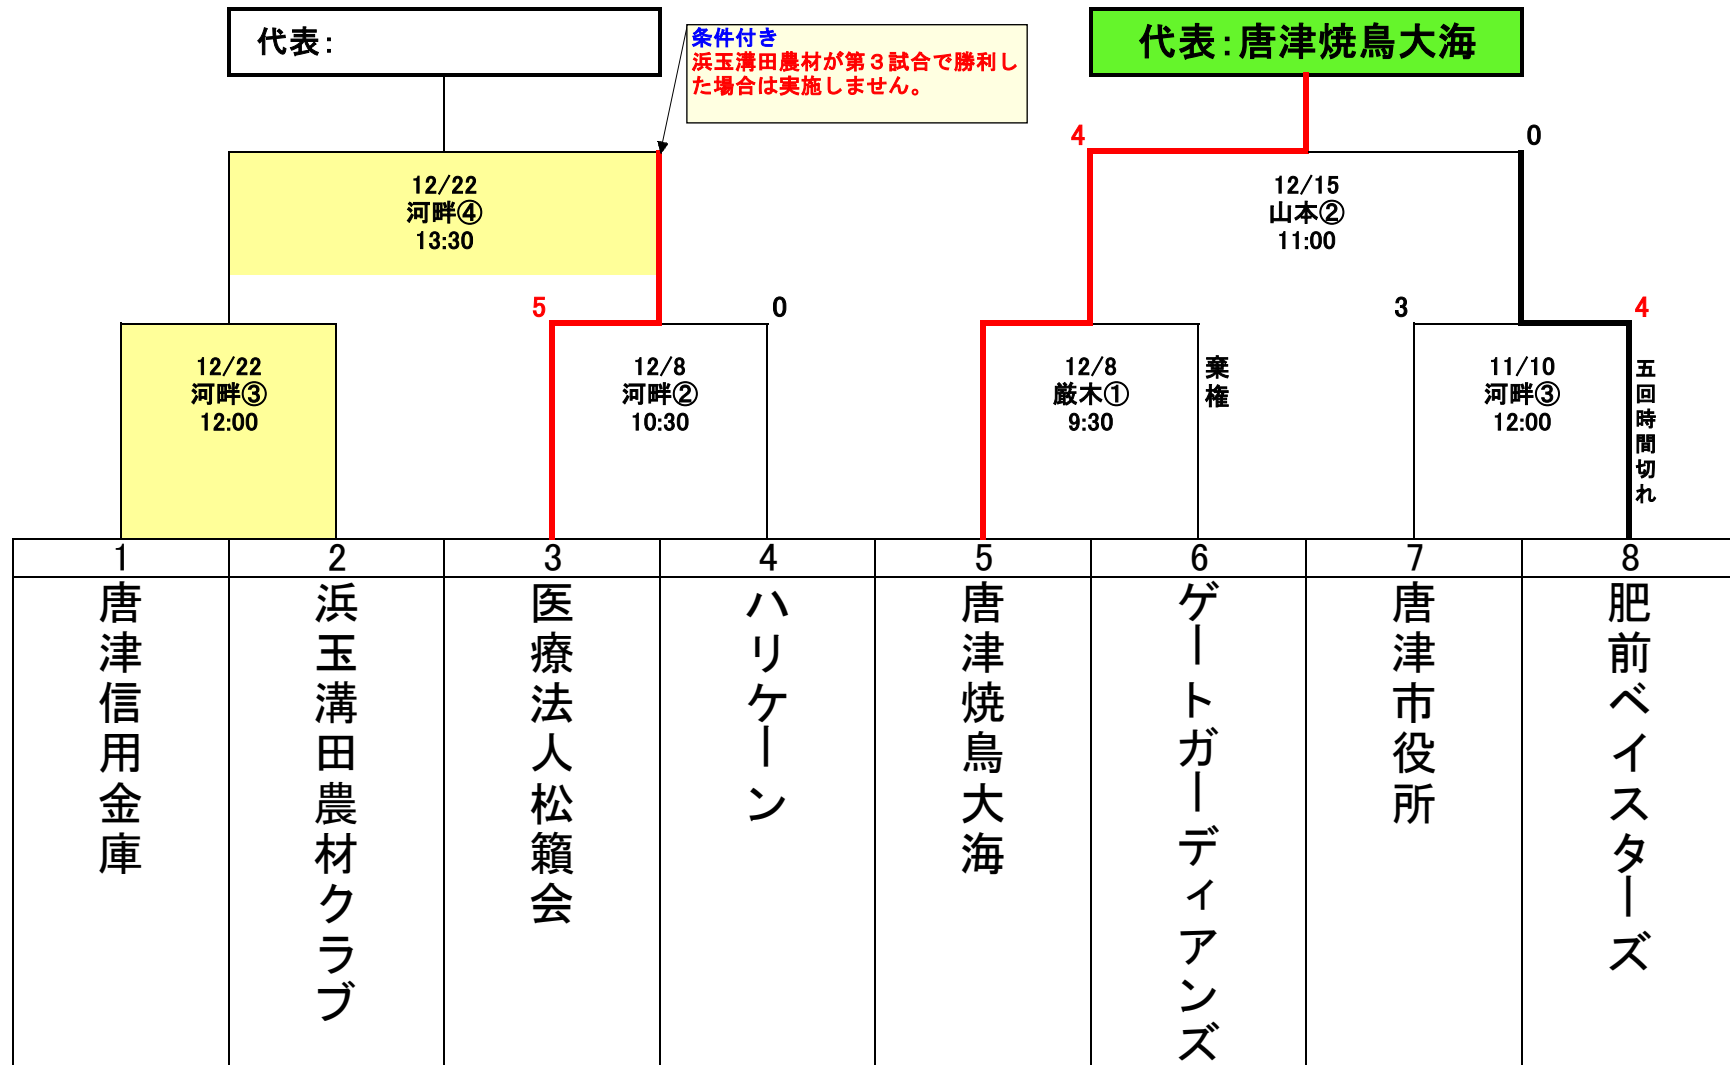 代表:
条件付き
浜玉溝田農材が第3試合で勝利し
た場合は実施しません。
代表:唐津焼鳥大海
4
0
12/22
河畔④
13:30
12/15
山本②
11:00
5
0
3
4
12/22
河畔③
12:00
12/8
河畔②
10:30
12/8
厳木①
9:30
棄権
11/10
河畔③
12:00
五回時間切れ
1
2
3
4
5
6
7
8
唐津信用金庫
浜玉溝田農材クラブ
医療法人松籟会
ハリケーン
唐津焼鳥大海
ゲートガーディアンズ
唐津市役所
肥前ベイスターズ